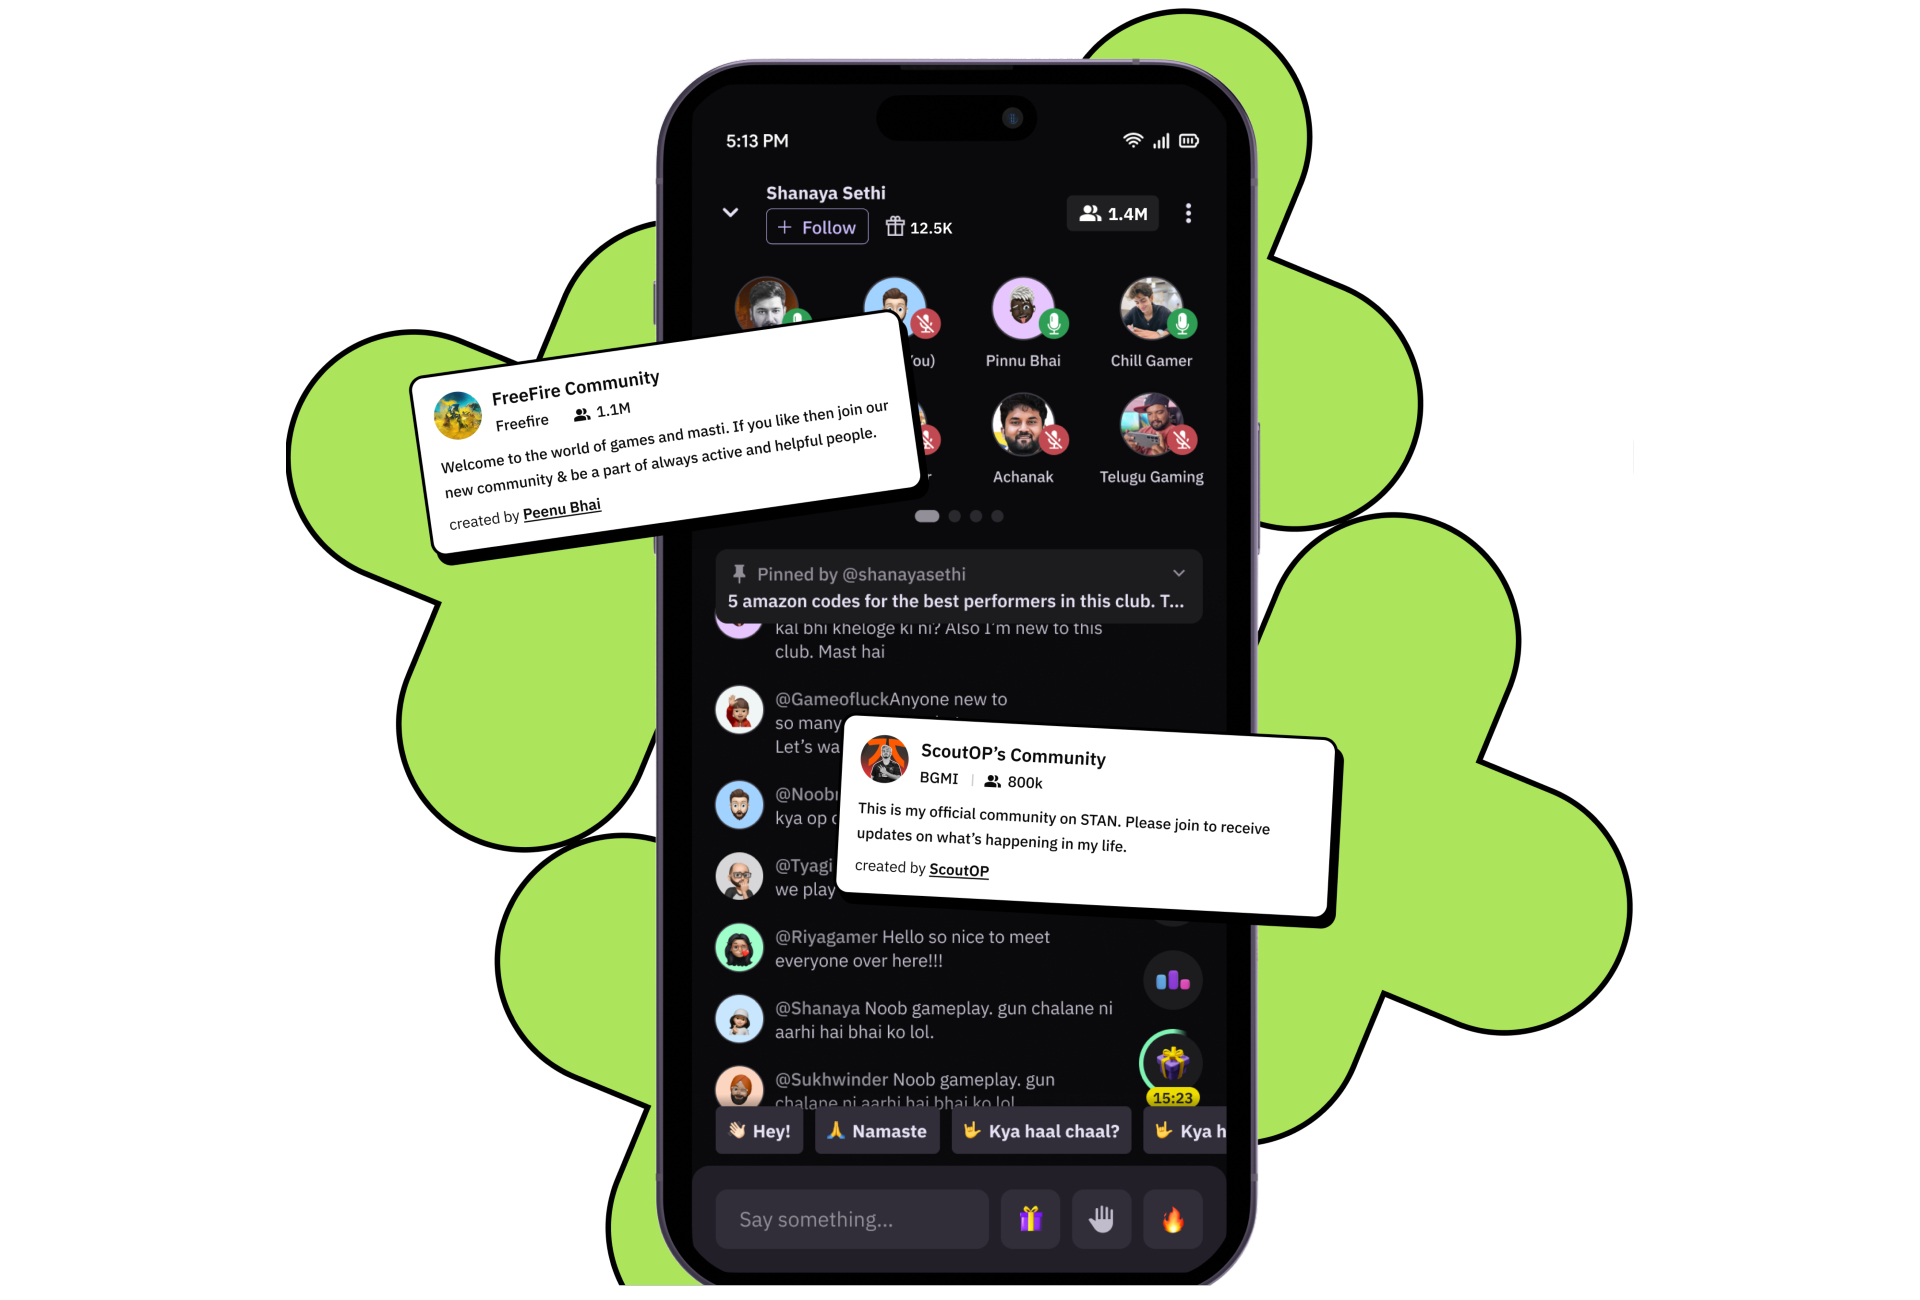 5:13 PM
Shanaya Sethi
+ Follow
12.5K
1.4M
ou)
Pinnu Bhai
Chill Gamer
Achanak
Telugu Gaming
FreeFire Community
Freefire
1.1M
Welcome to the world of games and masti. If you like then join our
new community & be a part of always active and helpful people.
created by Peenu Bhai
Pinned by @shanayasethi
5 amazon codes for the best performers in this club. T...
kal bhi kheloge ki ni? Also I'm new to this
club. Mast hai
@GameofluckAnyone new to
so many
Let's wa
@Noob
kya op
@Tyagi
we play
ScoutOP's Community
BGMI | 800k
This is my official community on STAN. Please join to receive
updates on what's happening in my life.
created by ScoutOP
@Riyagamer Hello so nice to meet
everyone over here!!!
@Shanaya Noob gameplay. gun chalane ni
aarhi hai bhai ko lol.
@Sukhwinder Noob gameplay. gun
chalane ni aarhi hai bhai ko lol
15:23
👋🏻 Hey!
🙏 Namaste
🤟 Kya haal chaal?
🤟 Kya h
Say something...